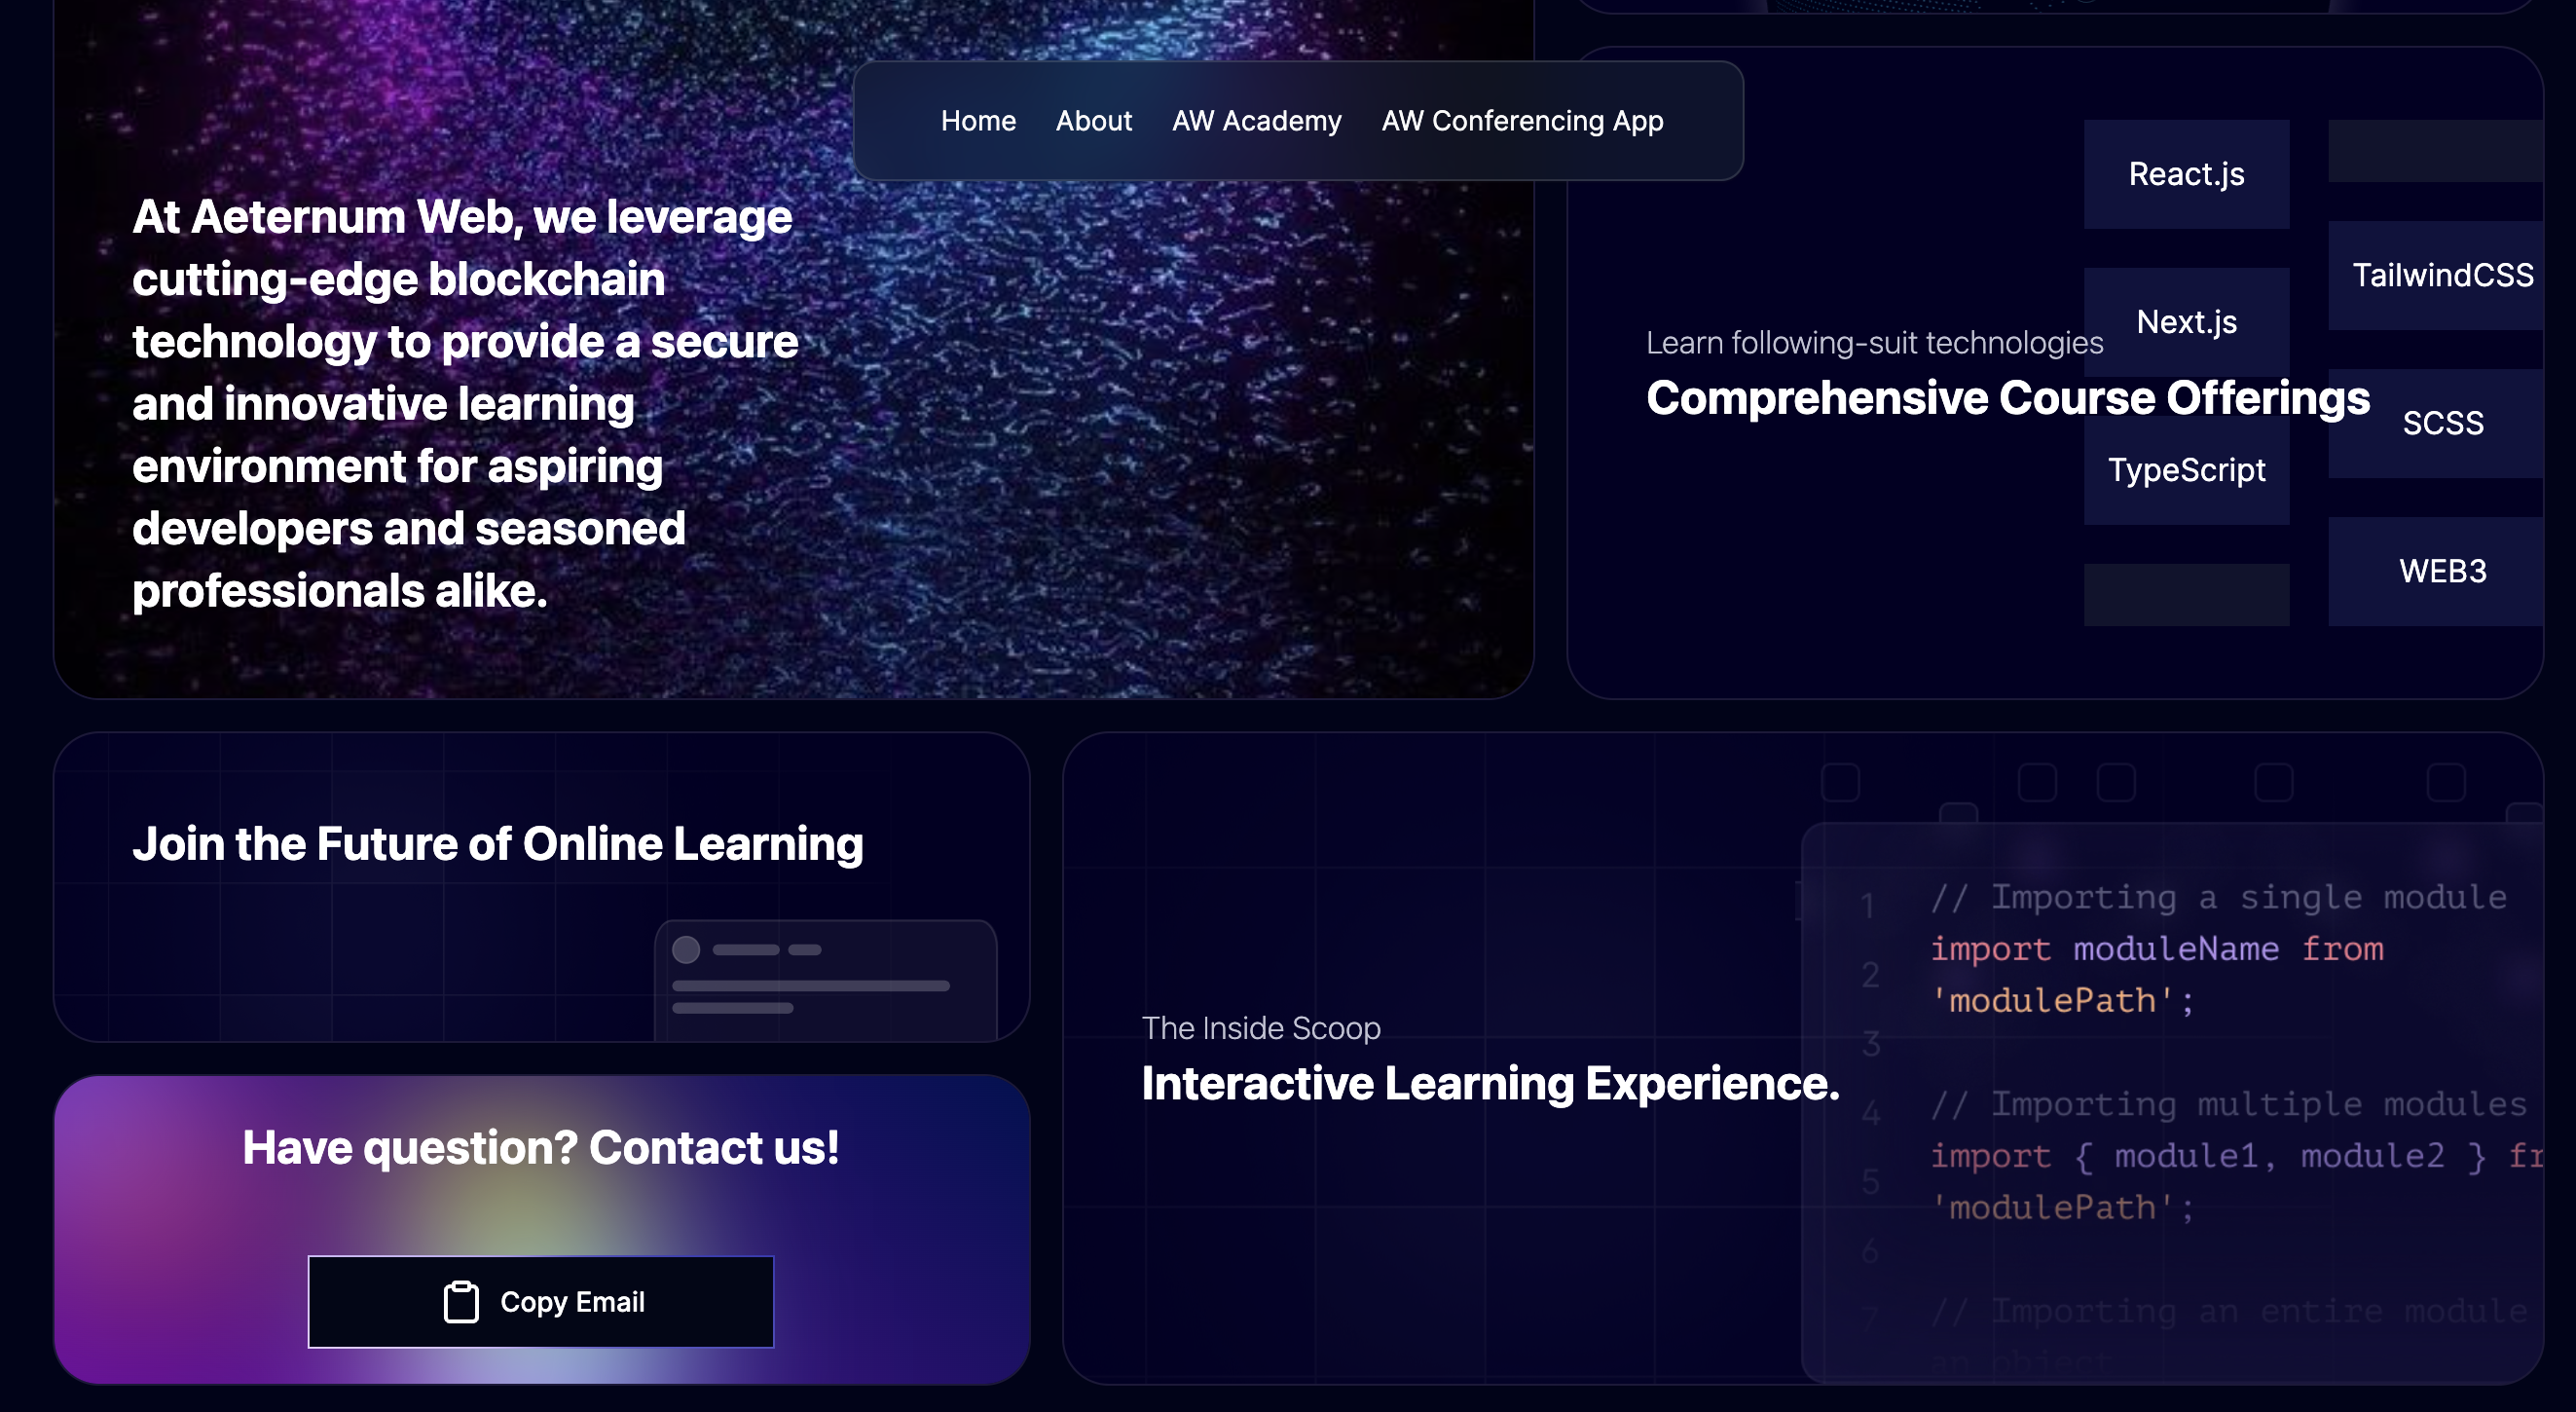 Home About AW Academy AW Conferencing App
At Aeternum Web, we leverage
cutting-edge blockchain
technology to provide a secure
and innovative learning
environment for aspiring
developers and seasoned
professionals alike.
Learn following-suit technologies
Comprehensive Course Offerings
React.js
Next.js
TypeScript
TailwindCSS
SCSS
WEB3
Join the Future of Online Learning
Have question? Contact us!
Copy Email
The Inside Scoop
Interactive Learning Experience.
1 // Importing a single module
import moduleName from
2
'modulePath';
3
4 // Importing multiple modules
import { module1, module2 } fr
5
'modulePath';
6
7 // Importing an entire module
an object